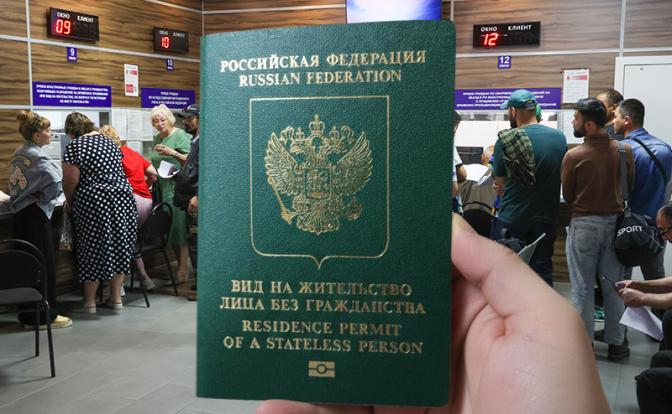 ОКНО КЛИЕНТ
09
9
ОКНО КЛИЕНТ
10
10
ОКНО КЛИЕНТ
12
12
РОССИЙСКАЯ ФЕДЕРАЦИЯ
RUSSIAN FEDERATION
ВИД НА ЖИТЕЛЬСТВО
ЛИЦА БЕЗ ГРАЖДАНСТВА
RESIDENCE PERMIT
OF A STATELESS PERSON
SPORT